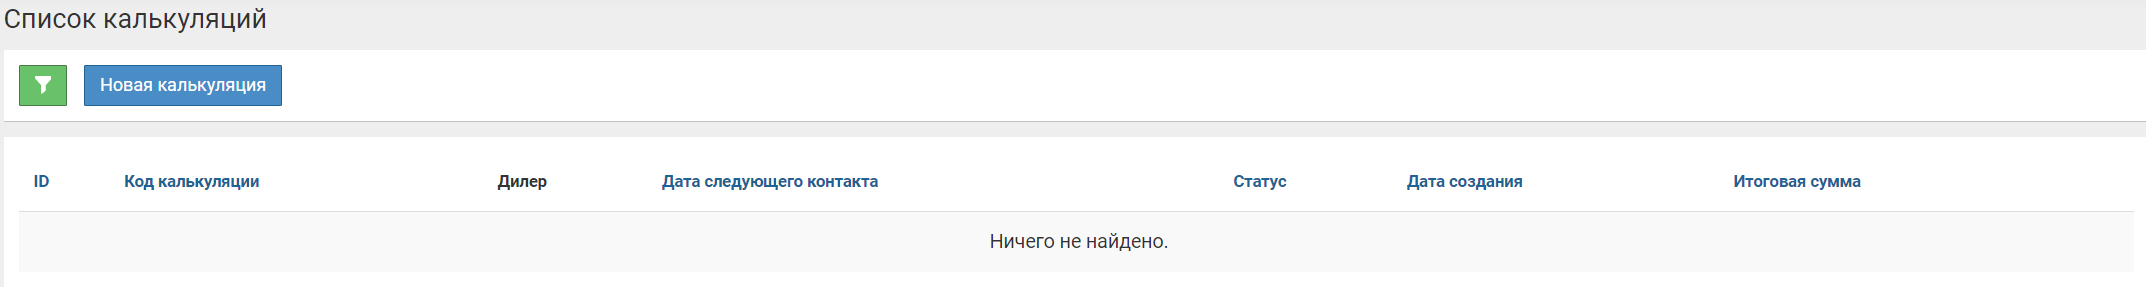 Список калькуляций
Новая калькуляция
ID Код калькуляции Дилер Дата следующего контакта Статус Дата создания Итоговая сумма
Ничего не найдено.